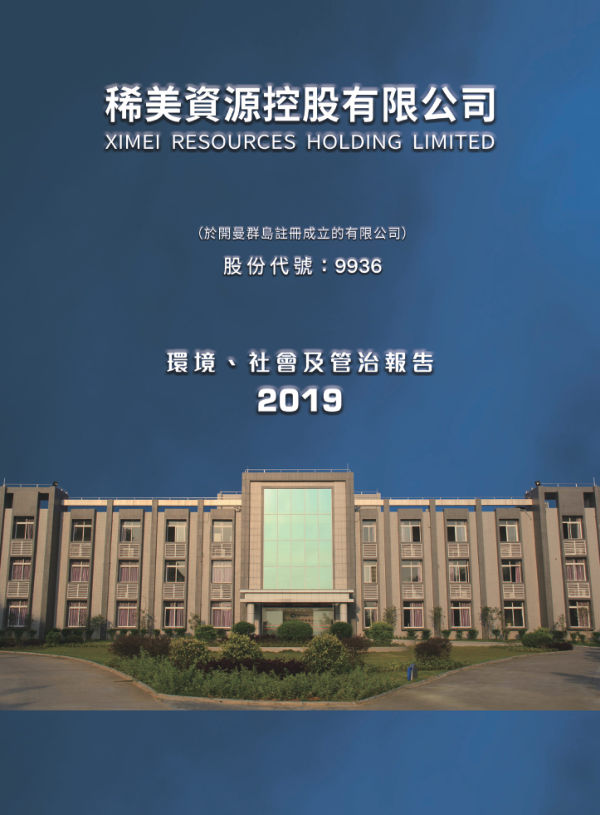 稀美資源控股有限公司
XIMEI RESOURCES HOLDING LIMITED
（於開曼群島註冊成立的有限公司）
股份代號：9936
環境、社會及管治報告
2019